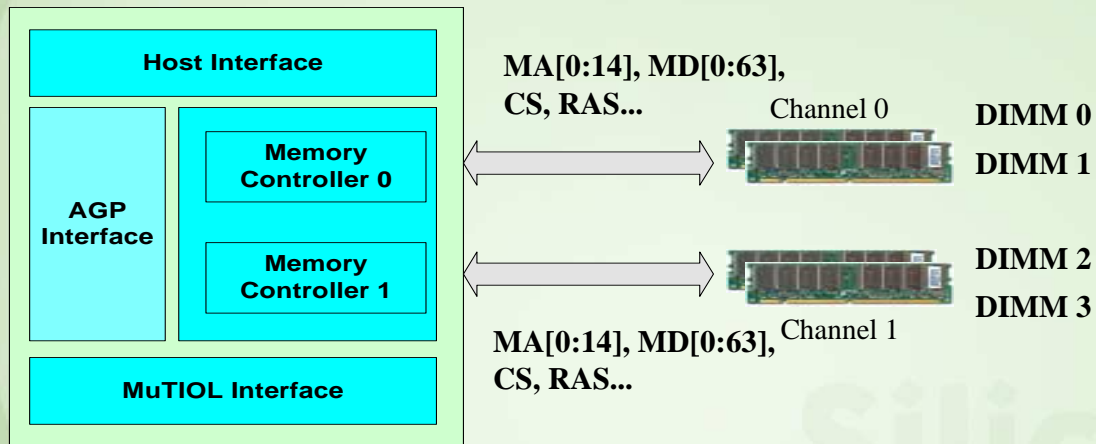 Host Interface
AGP
Interface
Memory
Controller 0
Memory
Controller 1
MuTIOL Interface
MA[0:14], MD[0:63],
CS, RAS...
Channel 0
DIMM 0
DIMM 1
DIMM 2
DIMM 3
Channel 1
MA[0:14], MD[0:63],
CS, RAS...
Silic